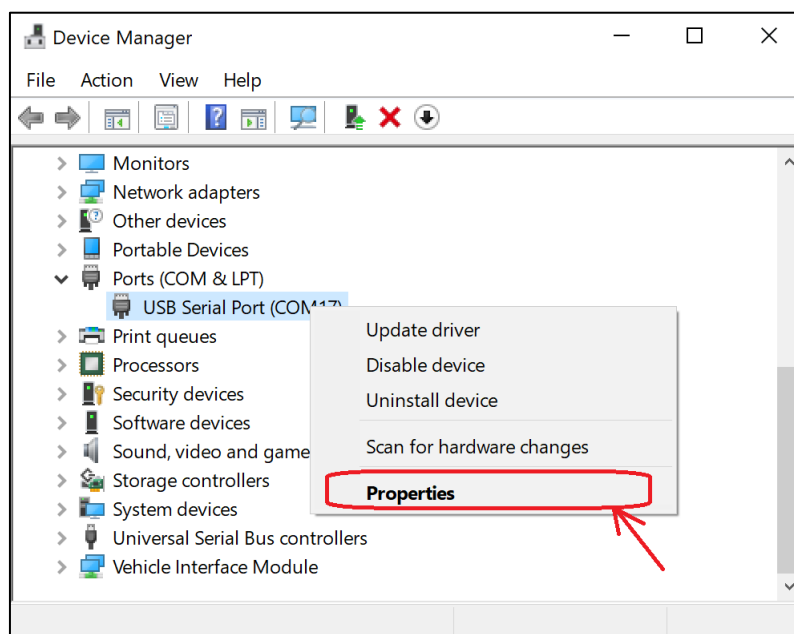 Device Manager
File Action View Help
Monitors
Network adapters
Other devices
Portable Devices
Ports (COM & LPT)
USB Serial Port (COM17)
Print queues
Processors
Security devices
Software devices
Sound, video and game
Storage controllers
System devices
Universal Serial Bus controllers
Vehicle Interface Module
Update driver
Disable device
Uninstall device
Scan for hardware changes
Properties